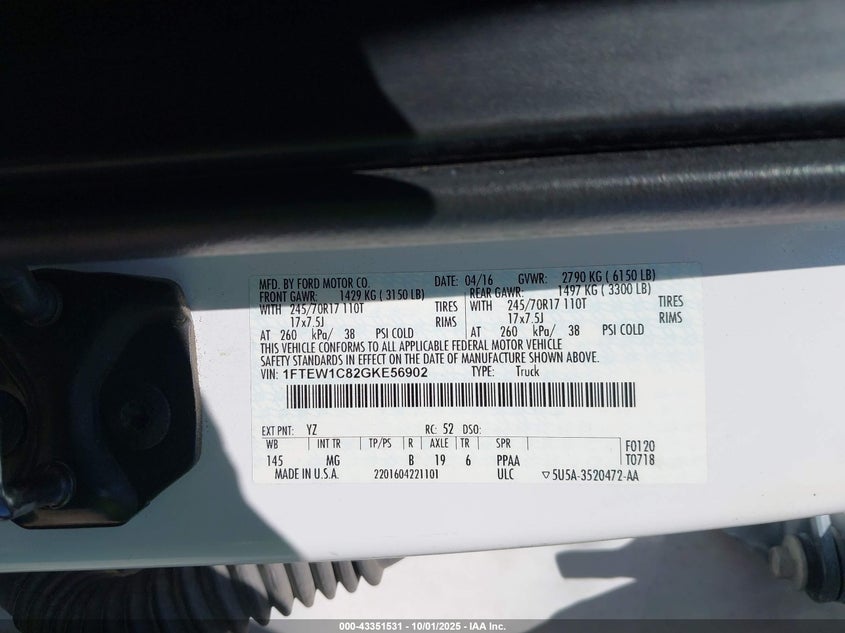 MFD. BY FORD MOTOR CO. DATE: 04/16 GVWR: 2790 KG ( 6150 LB)
FRONT GAWR: 1429 KG ( 3150 LB) REAR GAWR: 1497 KG ( 3300 LB)
WITH 245/70R17 110T TIRES WITH 245/70R17 110T TIRES
17x7.5J RIMS 17x7.5J RIMS
AT 260 kPa/ 38 PSI COLD AT 260 kPa/ 38 PSI COLD
THIS VEHICLE CONFORMS TO ALL APPLICABLE FEDERAL MOTOR VEHICLE
SAFETY STANDARDS IN EFFECT ON THE DATE OF MANUFACTURE SHOWN ABOVE.
VIN: 1FTEW1C82GKE56902 TYPE: Truck
EXT PNT: YZ RC: 52 DSO:
WB INT TR TP/PS R AXLE TR SPR F0120
145 MG B 19 6 PPAA T0718
MADE IN U.S.A. 2201604221101 ULC ▽5U5A-3520472-AA
000-43351531 - 10/01/2025 - IAA Inc.